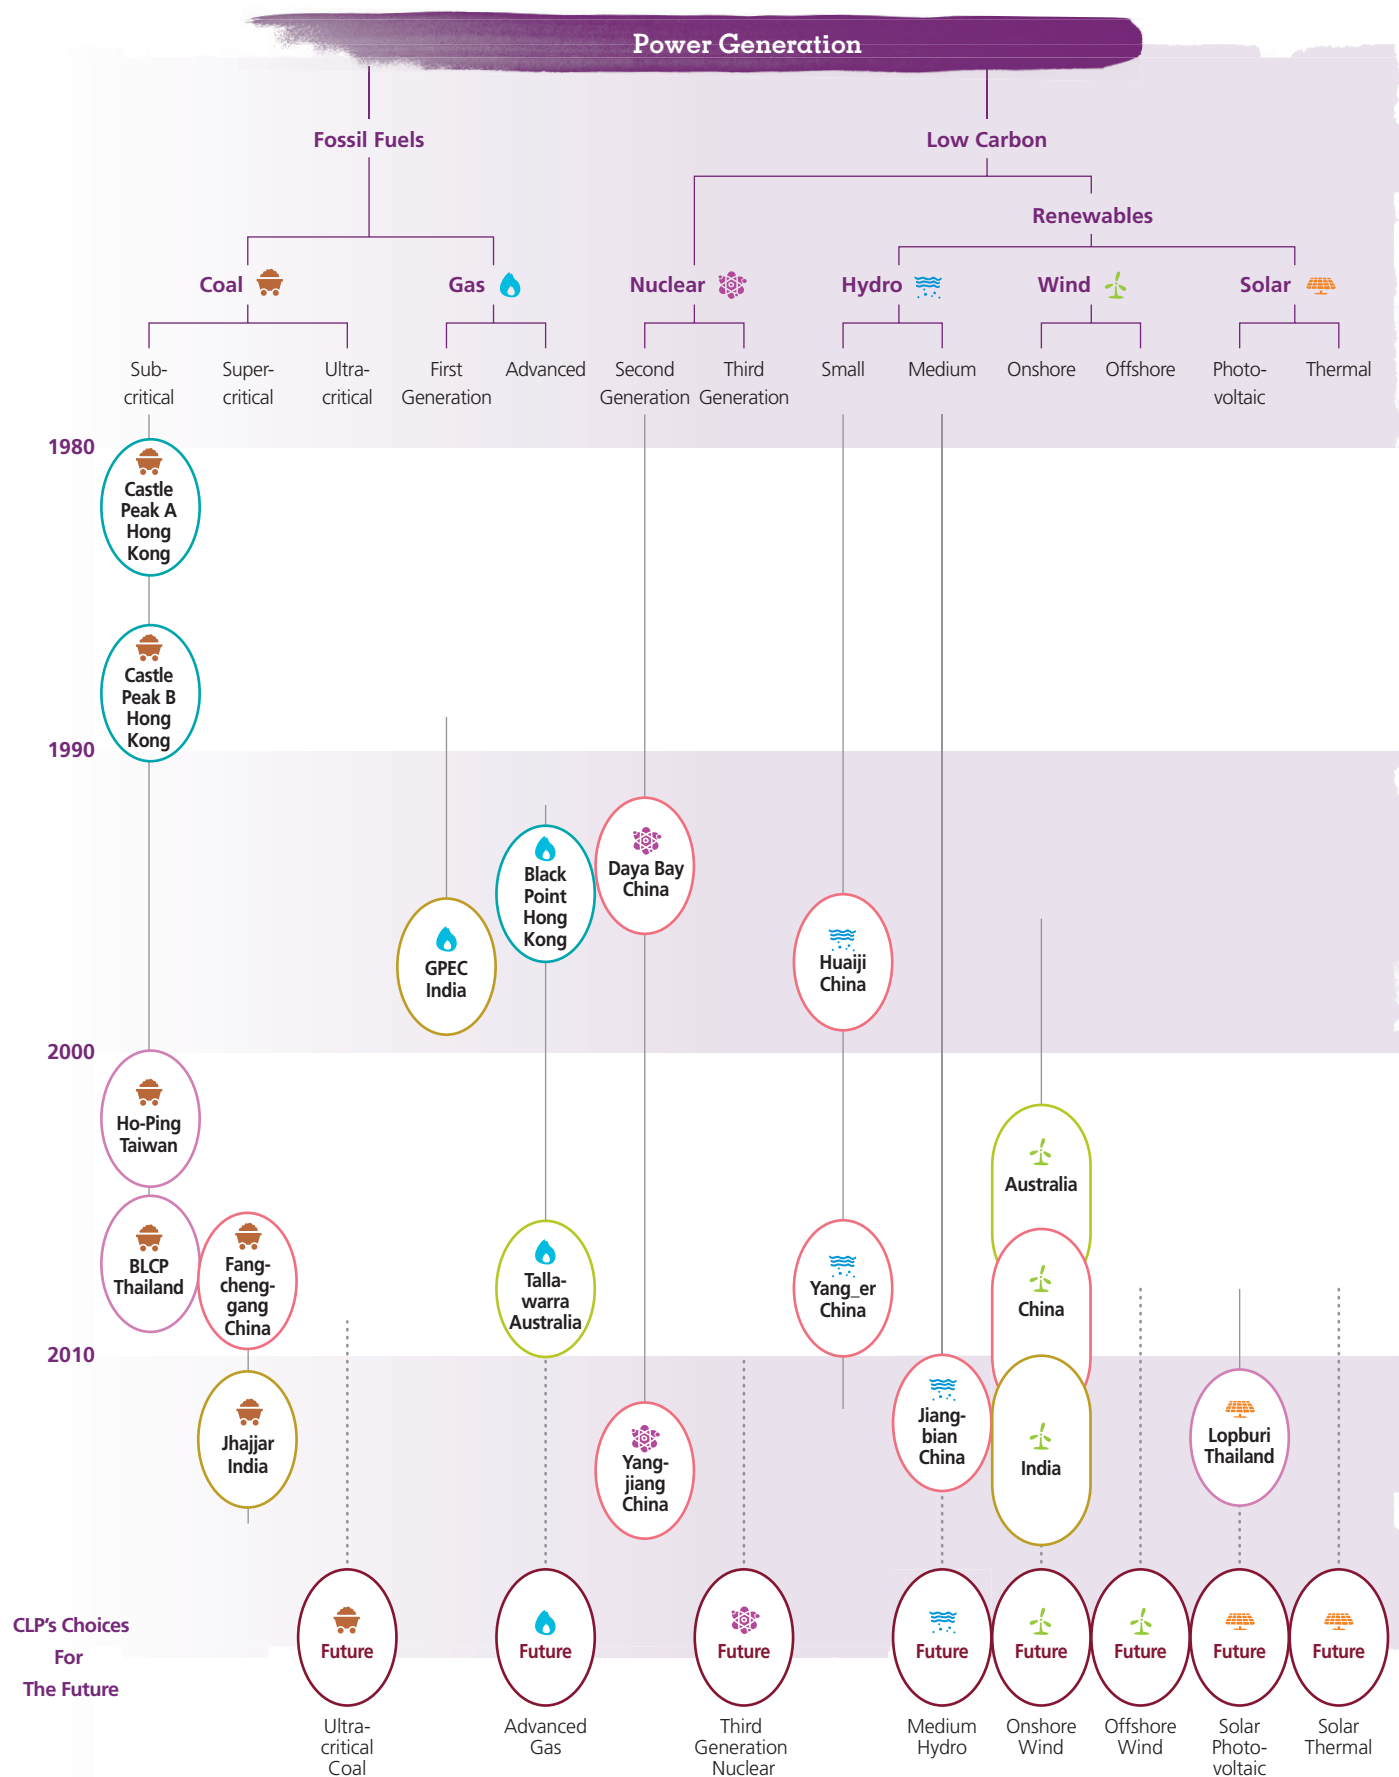 Power Generation
Fossil Fuels
Low Carbon
Renewables
Coal
Gas
Nuclear
Hydro
Wind
Solar
Sub-
critical
Super-
critical
Ultra-
critical
First
Generation
Advanced
Second
Generation
Third
Generation
Small
Medium
Onshore
Offshore
Photo-
voltaic
Thermal
1980
Castle
Peak A
Hong
Kong
Castle
Peak B
Hong
Kong
1990
Black
Point
Hong
Kong
Daya Bay
China
GPEC
India
Huaiji
China
2000
Ho-Ping
Taiwan
Australia
BLCP
Thailand
Fang-
cheng-
gang
China
Talla-
warra
Australia
Yang_er
China
China
2010
Jhajjar
India
Yang-
jiang
China
Jiang-
bian
China
India
Lopburi
Thailand
CLP's Choices
For
The Future
Future
Future
Future
Future
Future
Future
Future
Future
Ultra-
critical
Coal
Advanced
Gas
Third
Generation
Nuclear
Medium
Hydro
Onshore
Wind
Offshore
Wind
Solar
Photo-
voltaic
Solar
Thermal